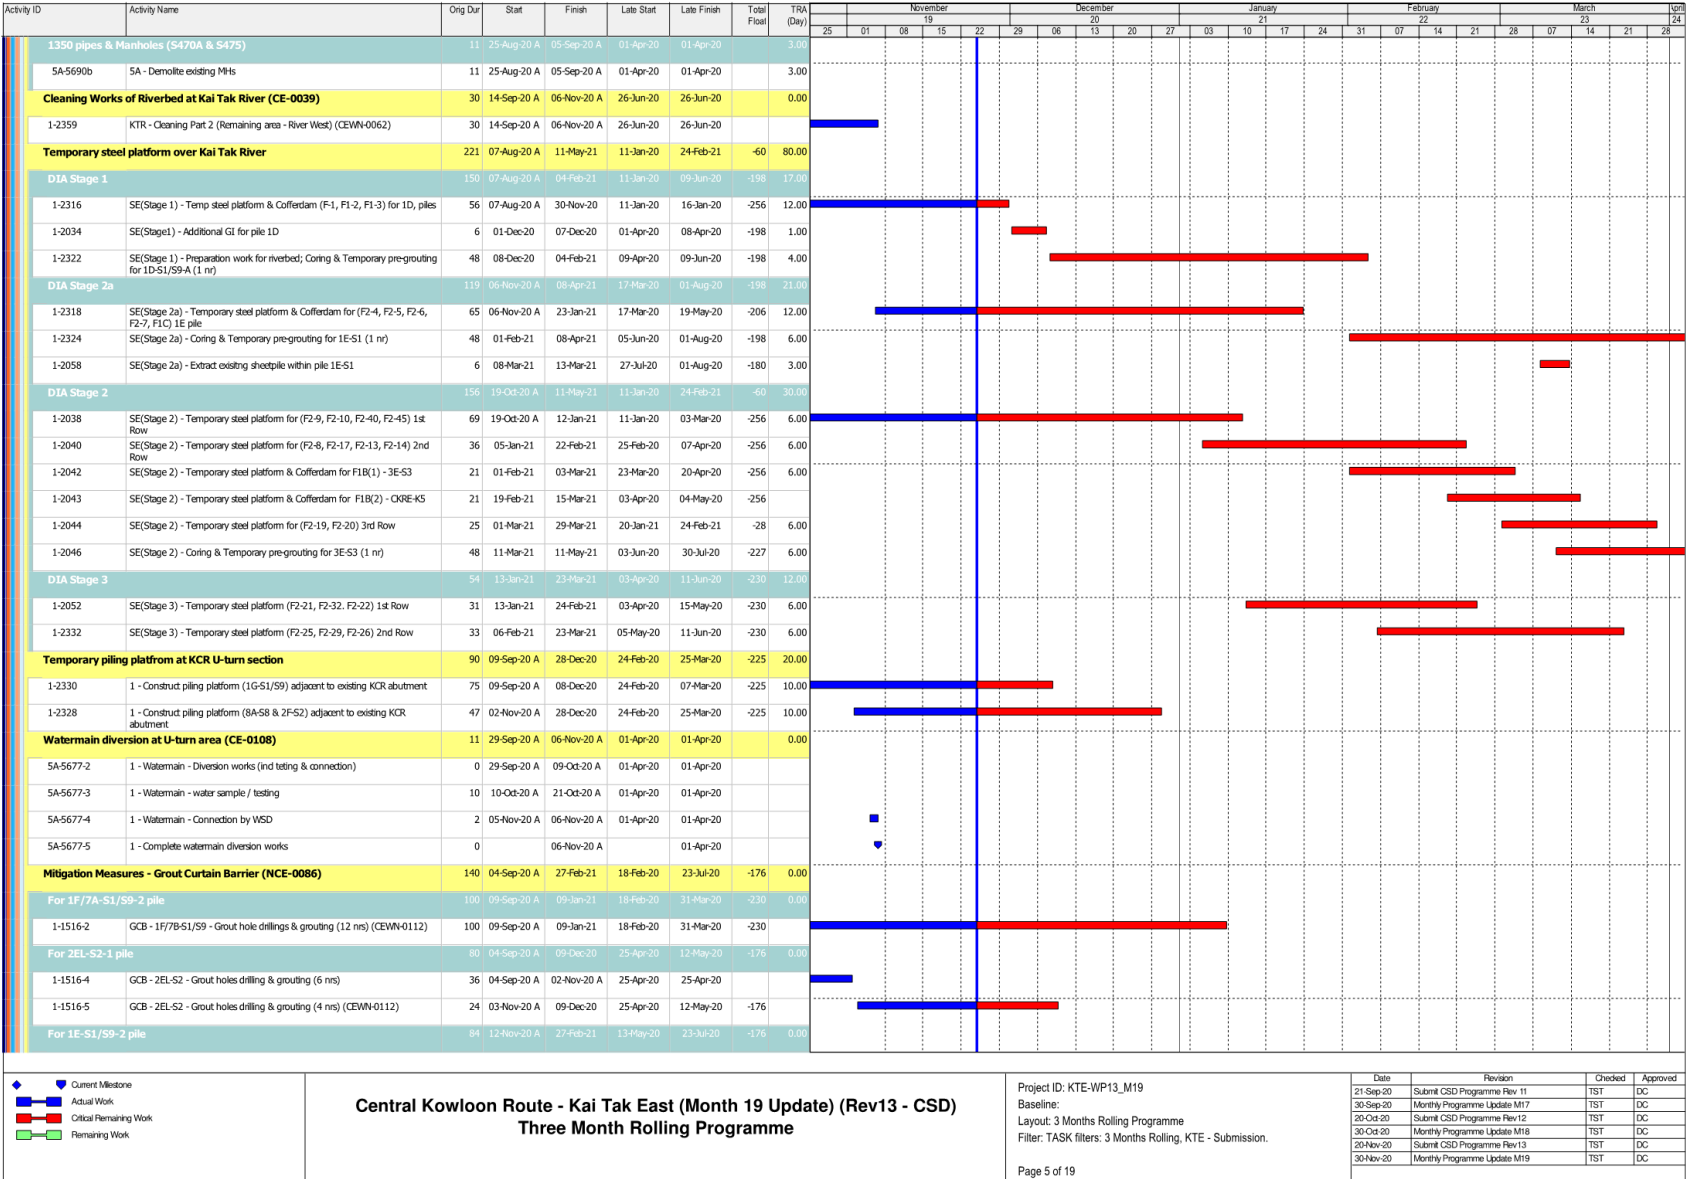 Activity ID Activity Name Orig Dur Start Finish Late Start Late Finish Total Float TRA (Day)
November December January February March April
19 20 21 22 23 24
25 01 08 15 22 29 06 13 20 27 03 10 17 24 31 07 14 21 28 07 14 21 28
1350 pipes & Manholes (S470A & S475) 11 25-Aug-20 A 05-Sep-20 A 01-Apr-20 01-Apr-20 3.00
5A-5690b 5A - Demolite existing MHs 11 25-Aug-20 A 05-Sep-20 A 01-Apr-20 01-Apr-20 3.00
Cleaning Works of Riverbed at Kai Tak River (CE-0039) 30 14-Sep-20 A 06-Nov-20 A 26-Jun-20 26-Jun-20 0.00
1-2359 KTR - Cleaning Part 2 (Remaining area - River West) (CEWN-0062) 30 14-Sep-20 A 06-Nov-20 A 26-Jun-20 26-Jun-20
Temporary steel platform over Kai Tak River 221 07-Aug-20 A 11-May-21 11-Jan-20 24-Feb-21 -60 80.00
DIA Stage 1 150 07-Aug-20 A 04-Feb-21 11-Jan-20 09-Jun-20 -198 17.00
1-2316 SE(Stage 1) - Temp steel platform & Cofferdam (F-1, F1-2, F1-3) for 1D, piles 56 07-Aug-20 A 30-Nov-20 11-Jan-20 16-Jan-20 -256 12.00
1-2034 SE(Stage1) - Additional GI for pile 1D 6 01-Dec-20 07-Dec-20 01-Apr-20 08-Apr-20 -198 1.00
1-2322 SE(Stage 1) - Preparation work for riverbed; Coring & Temporary pre-grouting 48 08-Dec-20 04-Feb-21 09-Apr-20 09-Jun-20 -198 4.00
for 1D-S1/S9-A (1 nr)
DIA Stage 2a 119 06-Nov-20 A 08-Apr-21 17-Mar-20 01-Aug-20 -198 21.00
1-2318 SE(Stage 2a) - Temporary steel platform & Cofferdam for (F2-4, F2-5, F2-6, 65 06-Nov-20 A 23-Jan-21 17-Mar-20 19-May-20 -206 12.00
F2-7, F1C) 1E pile
1-2324 SE(Stage 2a) - Coring & Temporary pre-grouting for 1E-S1 (1 nr) 48 01-Feb-21 08-Apr-21 05-Jun-20 01-Aug-20 -198 6.00
1-2058 SE(Stage 2a) - Extract exisitng sheetpile within pile 1E-S1 6 08-Mar-21 13-Mar-21 27-Jul-20 01-Aug-20 -180 3.00
DIA Stage 2 156 19-Oct-20 A 11-May-21 11-Jan-20 24-Feb-21 -60 30.00
1-2038 SE(Stage 2) - Temporary steel platform for (F2-9, F2-10, F2-40, F2-45) 1st 69 19-Oct-20 A 12-Jan-21 11-Jan-20 03-Mar-20 -256 6.00
Row
1-2040 SE(Stage 2) - Temporary steel platform for (F2-8, F2-17, F2-13, F2-14) 2nd 36 05-Jan-21 22-Feb-21 25-Feb-20 07-Apr-20 -256 6.00
Row
1-2042 SE(Stage 2) - Temporary steel platform & Cofferdam for F1B(1) - 3E-S3 21 01-Feb-21 03-Mar-21 23-Mar-20 20-Apr-20 -256 6.00
1-2043 SE(Stage 2) - Temporary steel platform & Cofferdam for F1B(2) - CKRE-K5 21 19-Feb-21 15-Mar-21 03-Apr-20 04-May-20 -256
1-2044 SE(Stage 2) - Temporary steel platform for (F2-19, F2-20) 3rd Row 25 01-Mar-21 29-Mar-21 20-Jan-21 24-Feb-21 -28 6.00
1-2046 SE(Stage 2) - Coring & Temporary pre-grouting for 3E-S3 (1 nr) 48 11-Mar-21 11-May-21 03-Jun-20 30-Jul-20 -227 6.00
DIA Stage 3 54 13-Jan-21 23-Mar-21 03-Apr-20 11-Jun-20 -230 12.00
1-2052 SE(Stage 3) - Temporary steel platform (F2-21, F2-32. F2-22) 1st Row 31 13-Jan-21 24-Feb-21 03-Apr-20 15-May-20 -230 6.00
1-2332 SE(Stage 3) - Temporary steel platform (F2-25, F2-29, F2-26) 2nd Row 33 06-Feb-21 23-Mar-21 05-May-20 11-Jun-20 -230 6.00
Temporary piling platfrom at KCR U-turn section 90 09-Sep-20 A 28-Dec-20 24-Feb-20 25-Mar-20 -225 20.00
1-2330 1 - Construct piling platform (1G-S1/S9) adjacent to existing KCR abutment 75 09-Sep-20 A 08-Dec-20 24-Feb-20 07-Mar-20 -225 10.00
1-2328 1 - Construct piling platform (8A-S8 & 2F-S2) adjacent to existing KCR 47 02-Nov-20 A 28-Dec-20 24-Feb-20 25-Mar-20 -225 10.00
abutment
Watermain diversion at U-turn area (CE-0108) 11 29-Sep-20 A 06-Nov-20 A 01-Apr-20 01-Apr-20 0.00
5A-5677-2 1 - Watermain - Diversion works (ind teting & connection) 0 29-Sep-20 A 09-Oct-20 A 01-Apr-20 01-Apr-20
5A-5677-3 1 - Watermain - water sample / testing 10 10-Oct-20 A 21-Oct-20 A 01-Apr-20 01-Apr-20
5A-5677-4 1 - Watermain - Connection by WSD 2 05-Nov-20 A 06-Nov-20 A 01-Apr-20 01-Apr-20
5A-5677-5 1 - Complete watermain diversion works 0 06-Nov-20 A 01-Apr-20
Mitigation Measures - Grout Curtain Barrier (NCE-0086) 140 04-Sep-20 A 27-Feb-21 18-Feb-20 23-Jul-20 -176 0.00
For 1F/7A-S1/S9-2 pile 100 09-Sep-20 A 09-Jan-21 18-Feb-20 31-Mar-20 -230 0.00
1-1516-2 GCB - 1F/7B-S1/S9 - Grout hole drillings & grouting (12 nrs) (CEWN-0112) 100 09-Sep-20 A 09-Jan-21 18-Feb-20 31-Mar-20 -230
For 2EL-S2-1 pile 80 04-Sep-20 A 09-Dec-20 25-Apr-20 12-May-20 -176 0.00
1-1516-4 GCB - 2EL-S2 - Grout holes drilling & grouting (6 nrs) 36 04-Sep-20 A 02-Nov-20 A 25-Apr-20 25-Apr-20
1-1516-5 GCB - 2EL-S2 - Grout holes drilling & grouting (4 nrs) (CEWN-0112) 24 03-Nov-20 A 09-Dec-20 25-Apr-20 12-May-20 -176
For 1E-S1/S9-2 pile 84 12-Nov-20 A 27-Feb-21 13-May-20 23-Jul-20 -176 0.00
Current Milestone
Actual Work
Critical Remaining Work
Remaining Work
Central Kowloon Route - Kai Tak East (Month 19 Update) (Rev13 - CSD)
Three Month Rolling Programme
Project ID: KTE-WP13_M19
Baseline:
Layout: 3 Months Rolling Programme
Filter: TASK filters: 3 Months Rolling, KTE - Submission.
Page 5 of 19
Date Revision Checked Approved
21-Sep-20 Submit CSD Programme Rev 11 TST DC
30-Sep-20 Monthly Programme Update M17 TST DC
20-Oct-20 Submit CSD Programme Rev12 TST DC
30-Oct-20 Monthly Programme Update M18 TST DC
20-Nov-20 Submit CSD Programme Rev13 TST DC
30-Nov-20 Monthly Programme Update M19 TST DC